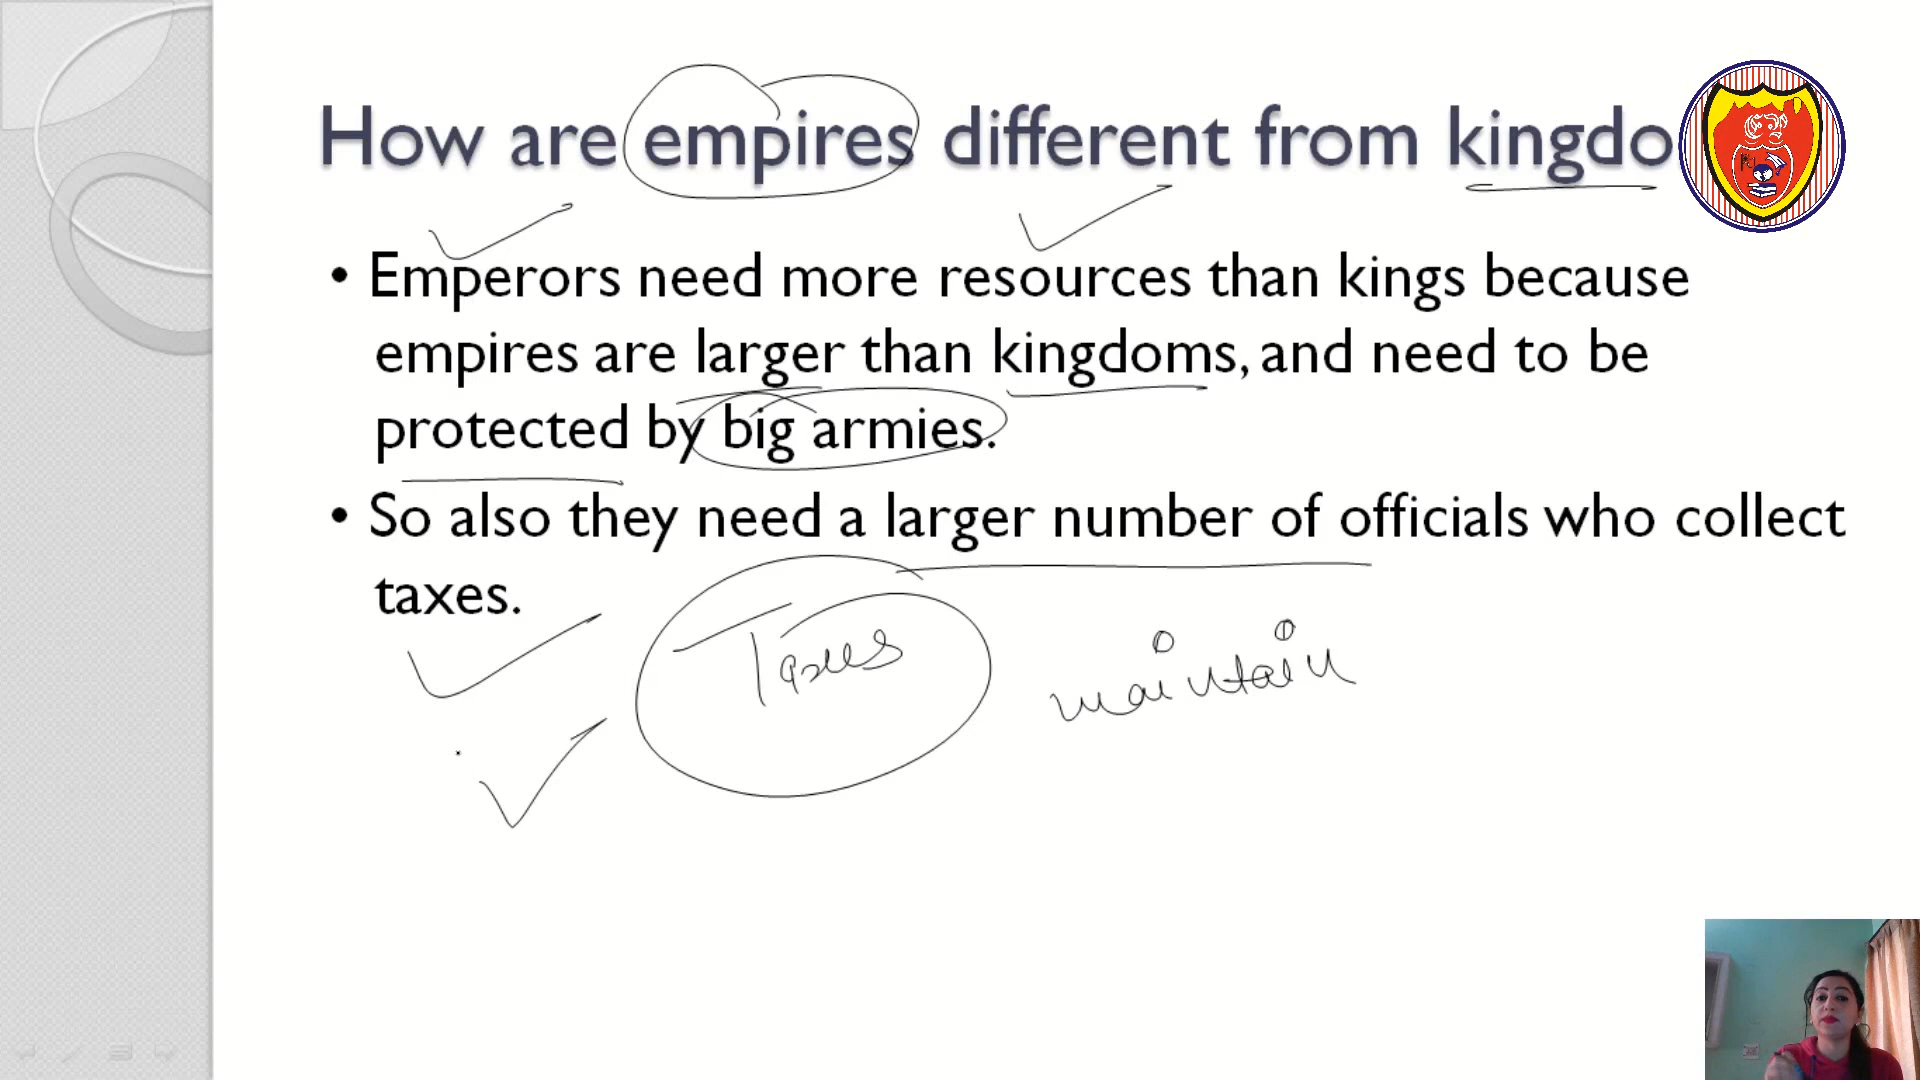 How are empires different from kingdo
• Emperors need more resources than kings because
empires are larger than kingdoms, and need to be
protected by big armies.
• So also they need a larger number of officials who collect
taxes.
Taxes
maintain